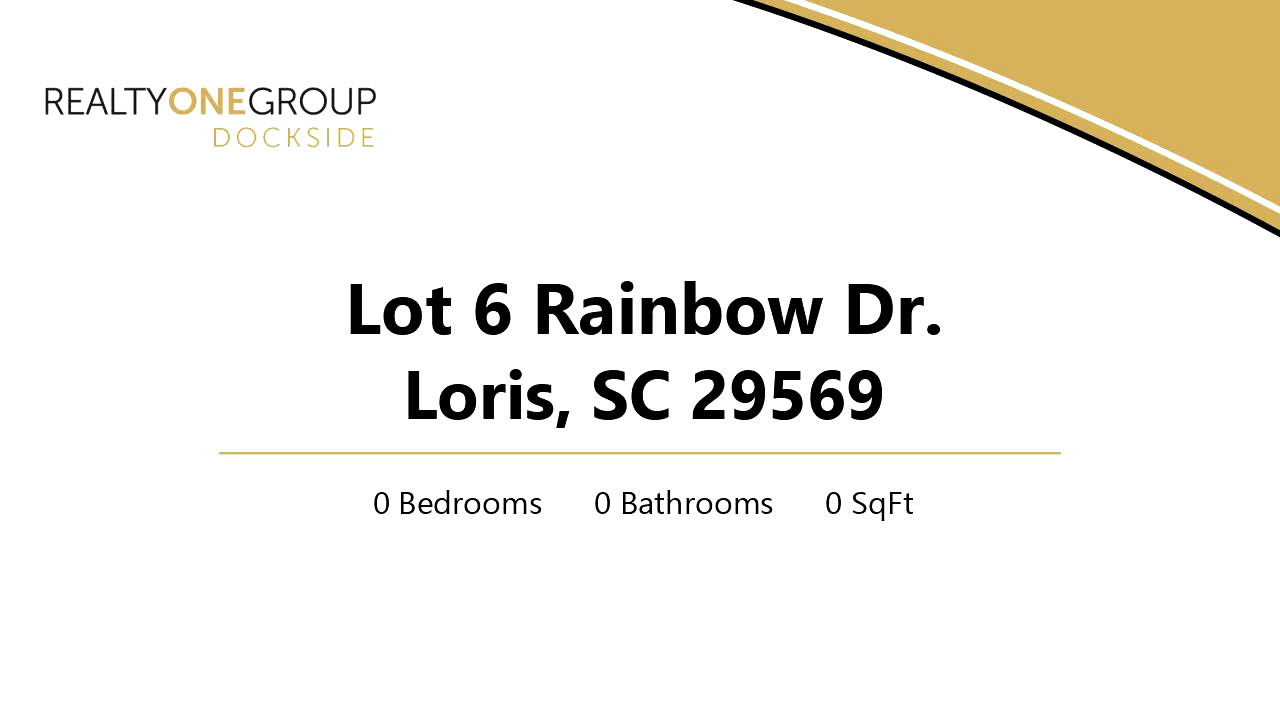 REALTYONEGROUP
DOCKSIDE
Lot 6 Rainbow Dr.
Loris, SC 29569
0 Bedrooms 0 Bathrooms 0 SqFt